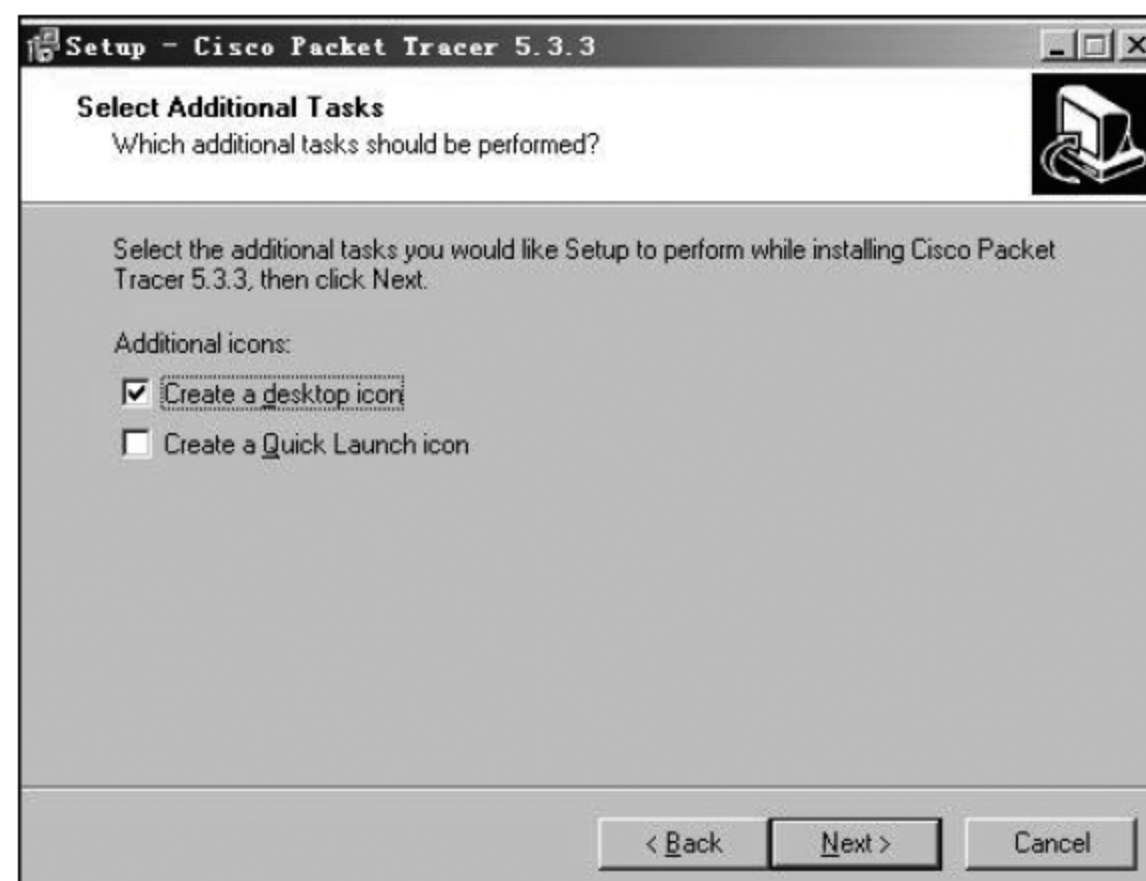 Setup - Cisco Packet Tracer 5.3.3
Select Additional Tasks
Which additional tasks should be performed?
Select the additional tasks you would like Setup to perform while installing Cisco Packet
Tracer 5.3.3, then click Next.
Additional icons:
Create a desktop icon
Create a Quick Launch icon
< Back
Next >
Cancel